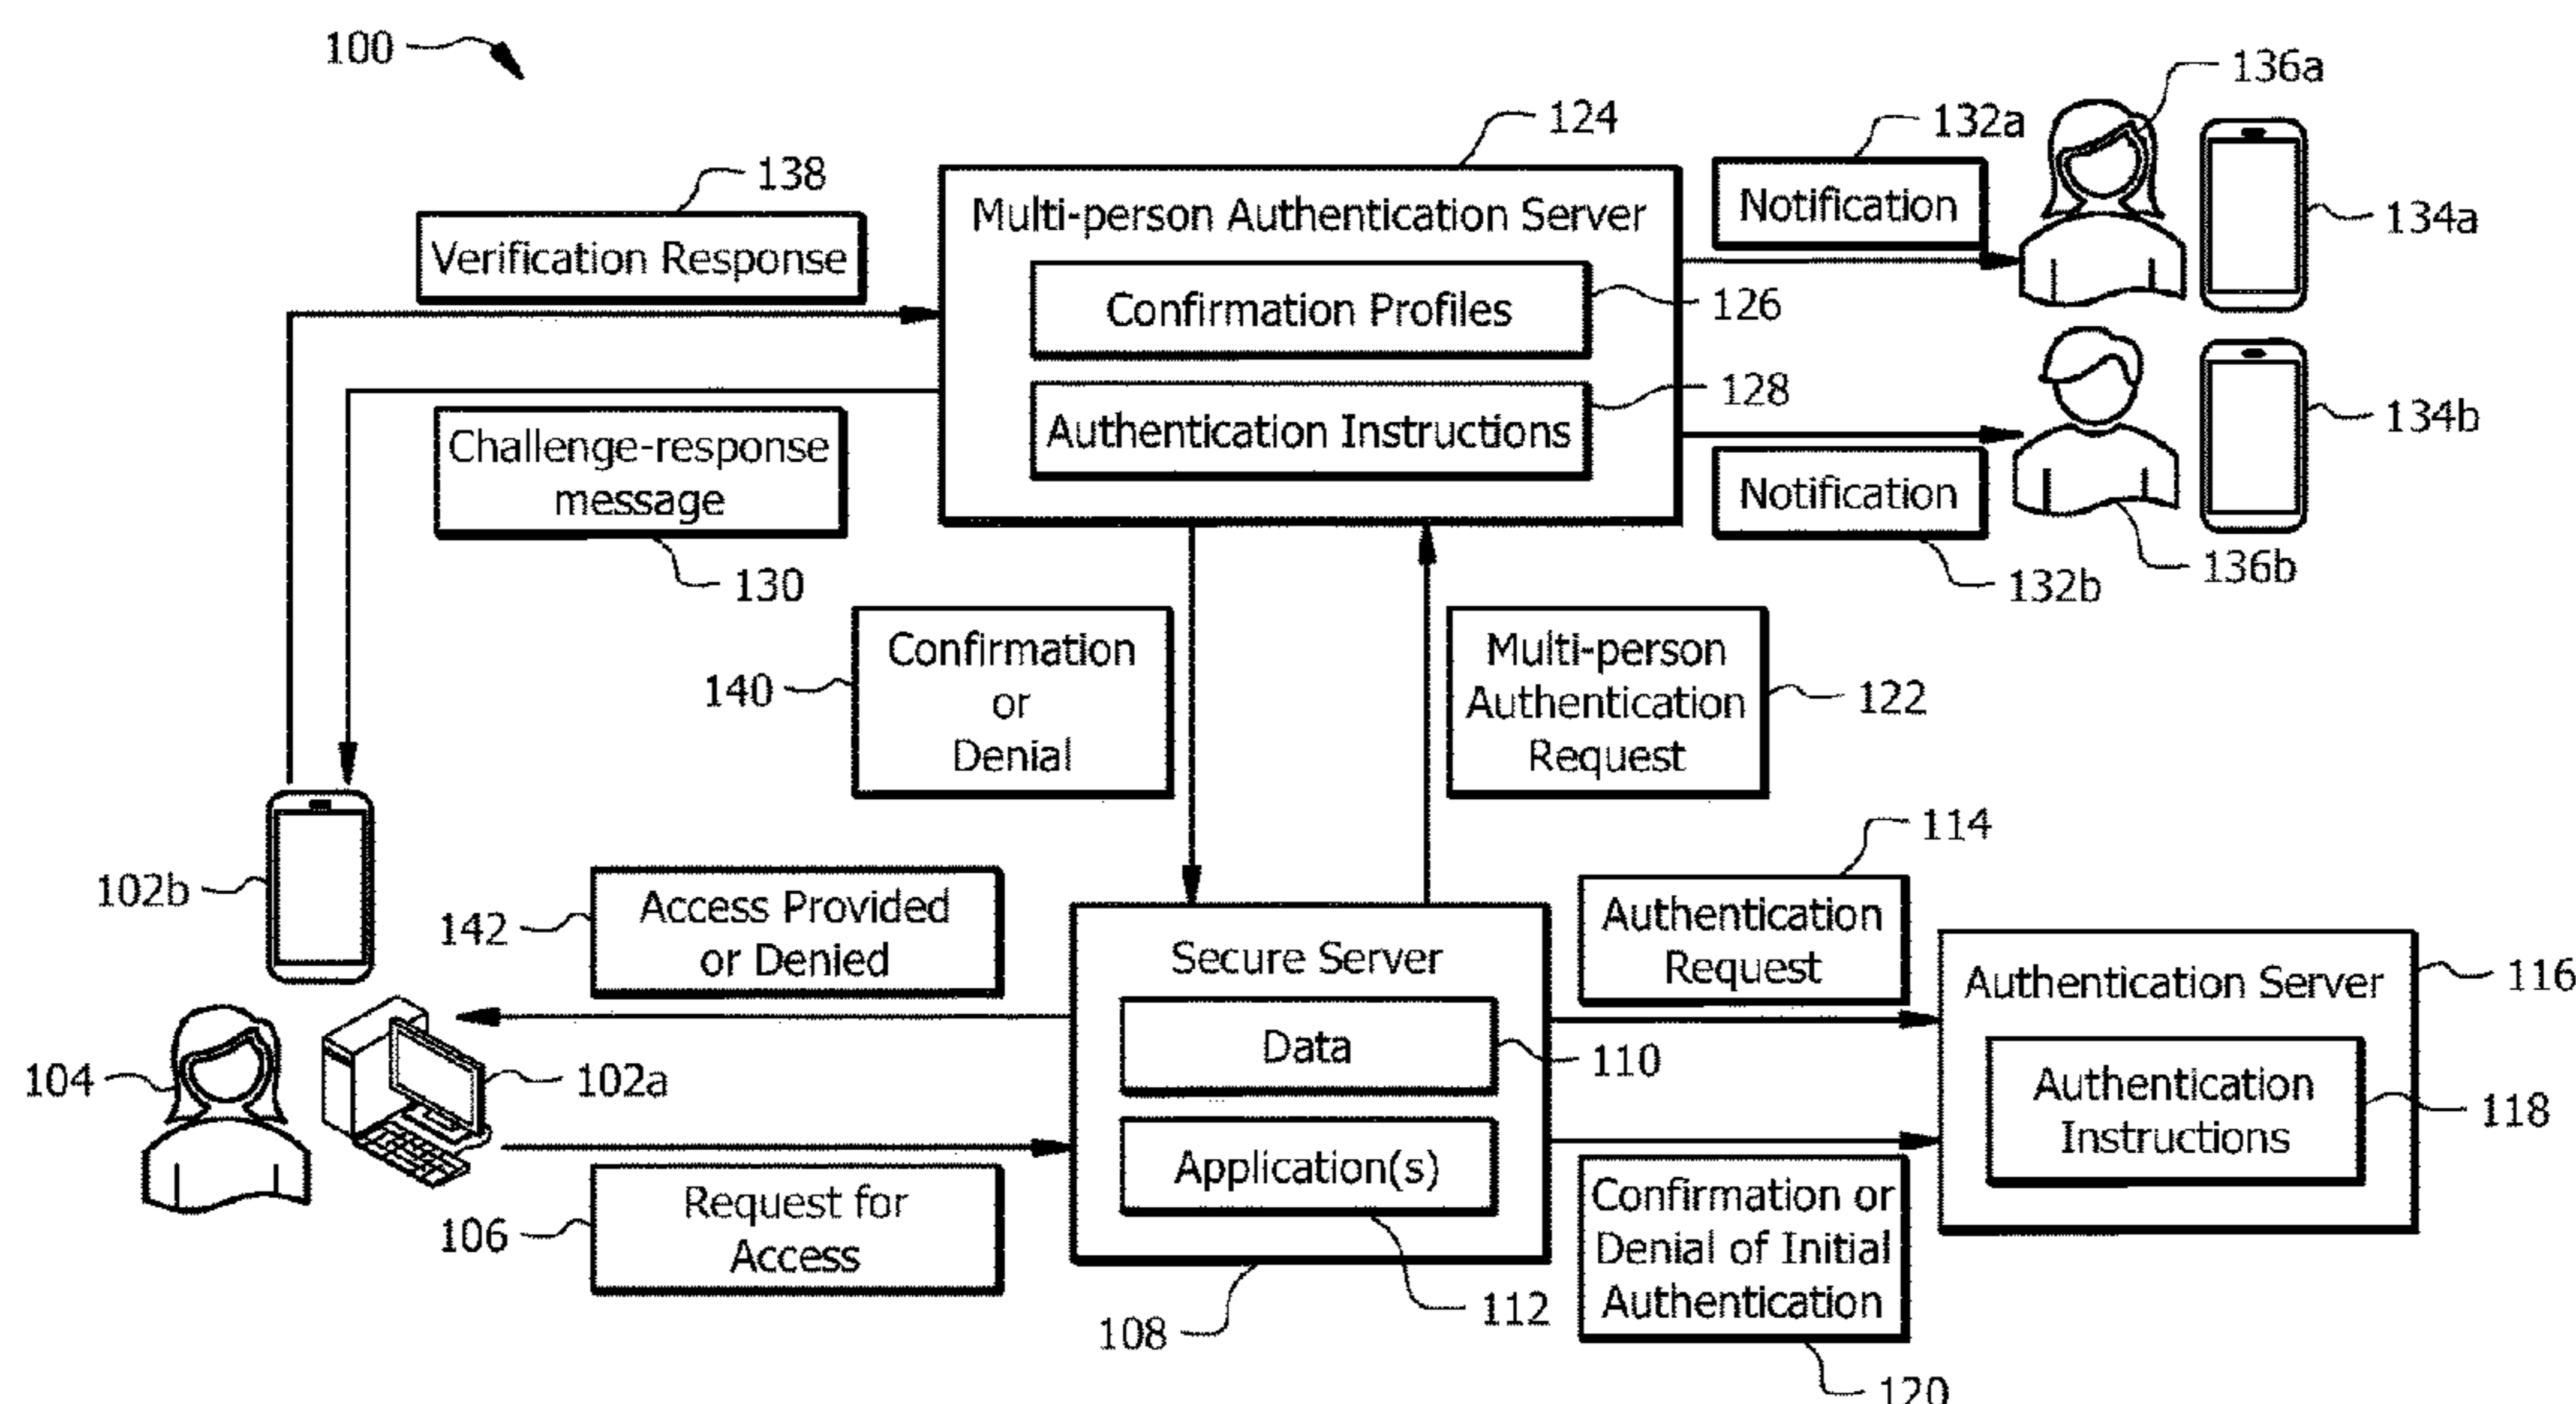 100
136a
124
132a
138
Multi-person Authentication Server
Notification
134a
Verification Response
Confirmation Profiles
126
128
Challenge-response
message
Authentication Instructions
134b
Notification
130
132b
136b
Confirmation
or
Denial
140
Multi-person
Authentication
Request
122
114
102b
142
Access Provided
or Denied
Secure Server
Authentication
Request
Authentication Server
116
104
102a
Data
110
Authentication
Instructions
118
106
Request for
Access
Application(s)
Confirmation or
Denial of Initial
Authentication
108
112
120